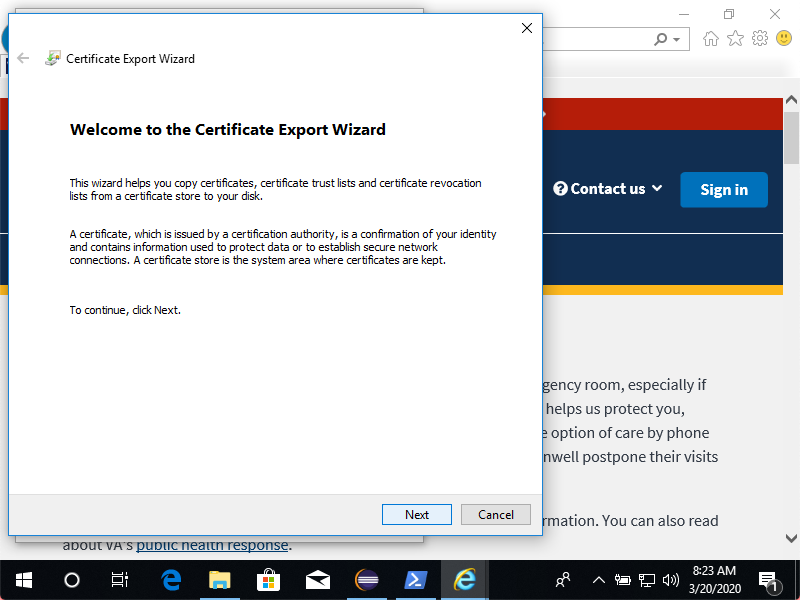 Certificate Export Wizard
Welcome to the Certificate Export Wizard
This wizard helps you copy certificates, certificate trust lists and certificate revocation
lists from a certificate store to your disk.
A certificate, which is issued by a certification authority, is a confirmation of your identity
and contains information used to protect data or to establish secure network
connections. A certificate store is the system area where certificates are kept.
To continue, click Next.
Next
Cancel
Contact us
Sign in
gency room, especially if
helps us protect you,
e option of care by phone
nwell postpone their visits
rmation. You can also read
about VA's public health response.
8:23 AM
3/20/2020
1